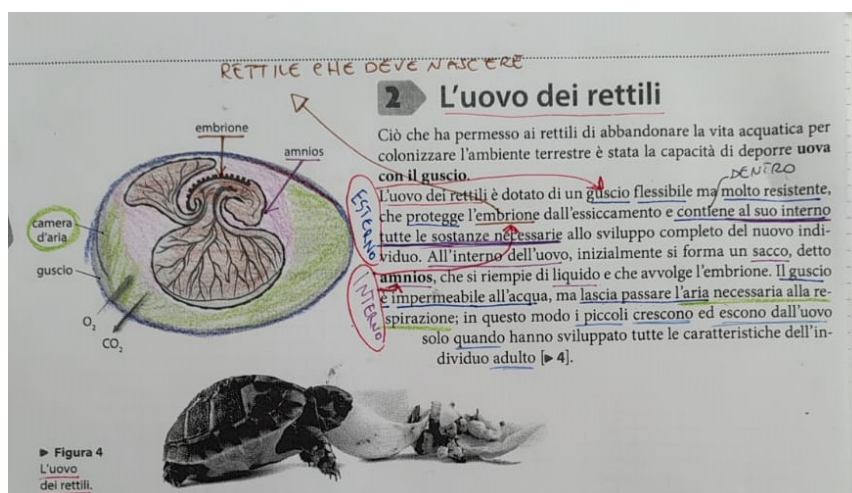 RETTILE CHE DEVE NASCERE
2 L'uovo dei rettili
Ciò che ha permesso ai rettili di abbandonare la vita acquatica per
colonizzare l'ambiente terrestre è stata la capacità di deporre uova
con il guscio.
DENTRO
L'uovo dei rettili è dotato di un guscio flessibile ma molto resistente,
che protegge l'embrione dall'essiccamento e contiene al suo interno
tutte le sostanze necessarie allo sviluppo completo del nuovo indi-
viduo. All'interno dell'uovo, inizialmente si forma un sacco, detto
amnios, che si riempie di liquido e che avvolge l'embrione. Il guscio
è impermeabile all'acqua, ma lascia passare l'aria necessaria alla re-
spirazione; in questo modo i piccoli crescono ed escono dall'uovo
solo quando hanno sviluppato tutte le caratteristiche dell'in-
dividuo adulto [▶ 4].
ESTERNO
INTERNO
embrione
amnios
camera
d'aria
guscio
O₂
CO₂
▶ Figura 4
L'uovo
dei rettili.